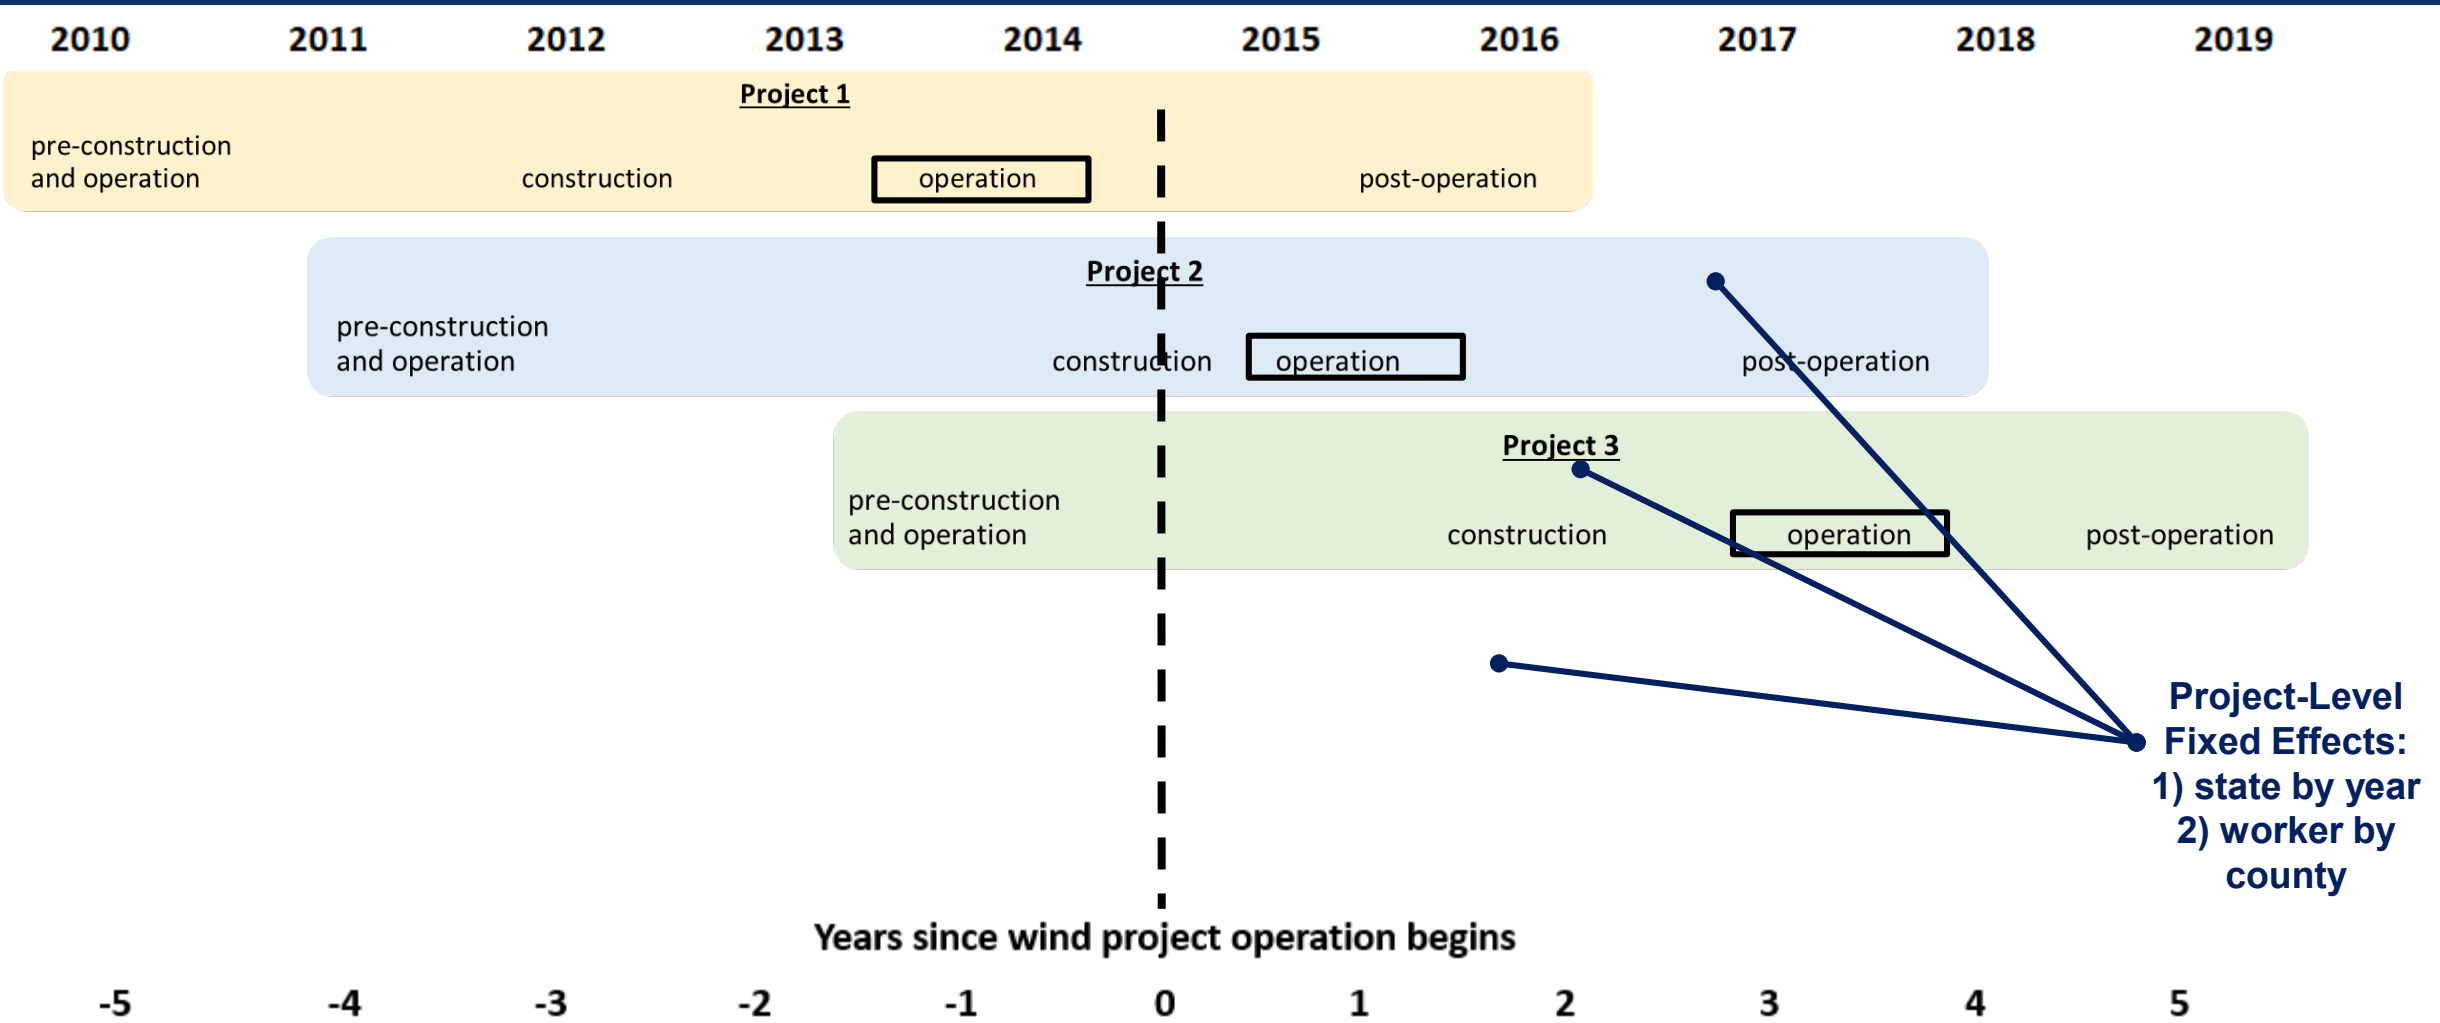 2010 2011 2012 2013 2014 2015 2016 2017 2018 2019
Project 1
pre-construction
and operation
construction
operation
post-operation
Project 2
pre-construction
and operation
construction
operation
post-operation
Project 3
pre-construction
and operation
construction
operation
post-operation
Project-Level
Fixed Effects:
1) state by year
2) worker by
county
Years since wind project operation begins
-5 -4 -3 -2 -1 0 1 2 3 4 5